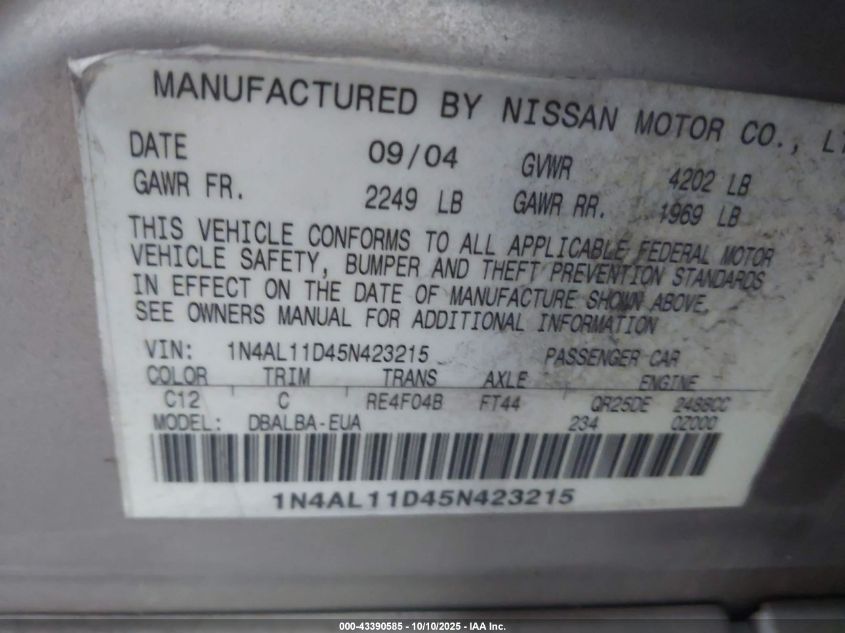 MANUFACTURED BY NISSAN MOTOR CO., LT
DATE 09/04 GVWR 4202 LB
GAWR FR. 2249 LB GAWR RR. 1969 LB
THIS VEHICLE CONFORMS TO ALL APPLICABLE FEDERAL MOTOR
VEHICLE SAFETY, BUMPER AND THEFT PREVENTION STANDARDS
IN EFFECT ON THE DATE OF MANUFACTURE SHOWN ABOVE.
SEE OWNERS MANUAL FOR ADDITIONAL INFORMATION
VIN: 1N4AL11D45N423215 PASSENGER CAR
COLOR TRIM TRANS AXLE ENGINE
C12 C RE4F04B FT44 QR25DE 2488CC
MODEL: DBALBA-EUA 234 0Z000
1N4AL11D45N423215
000-43390585 - 10/10/2025 - IAA Inc.